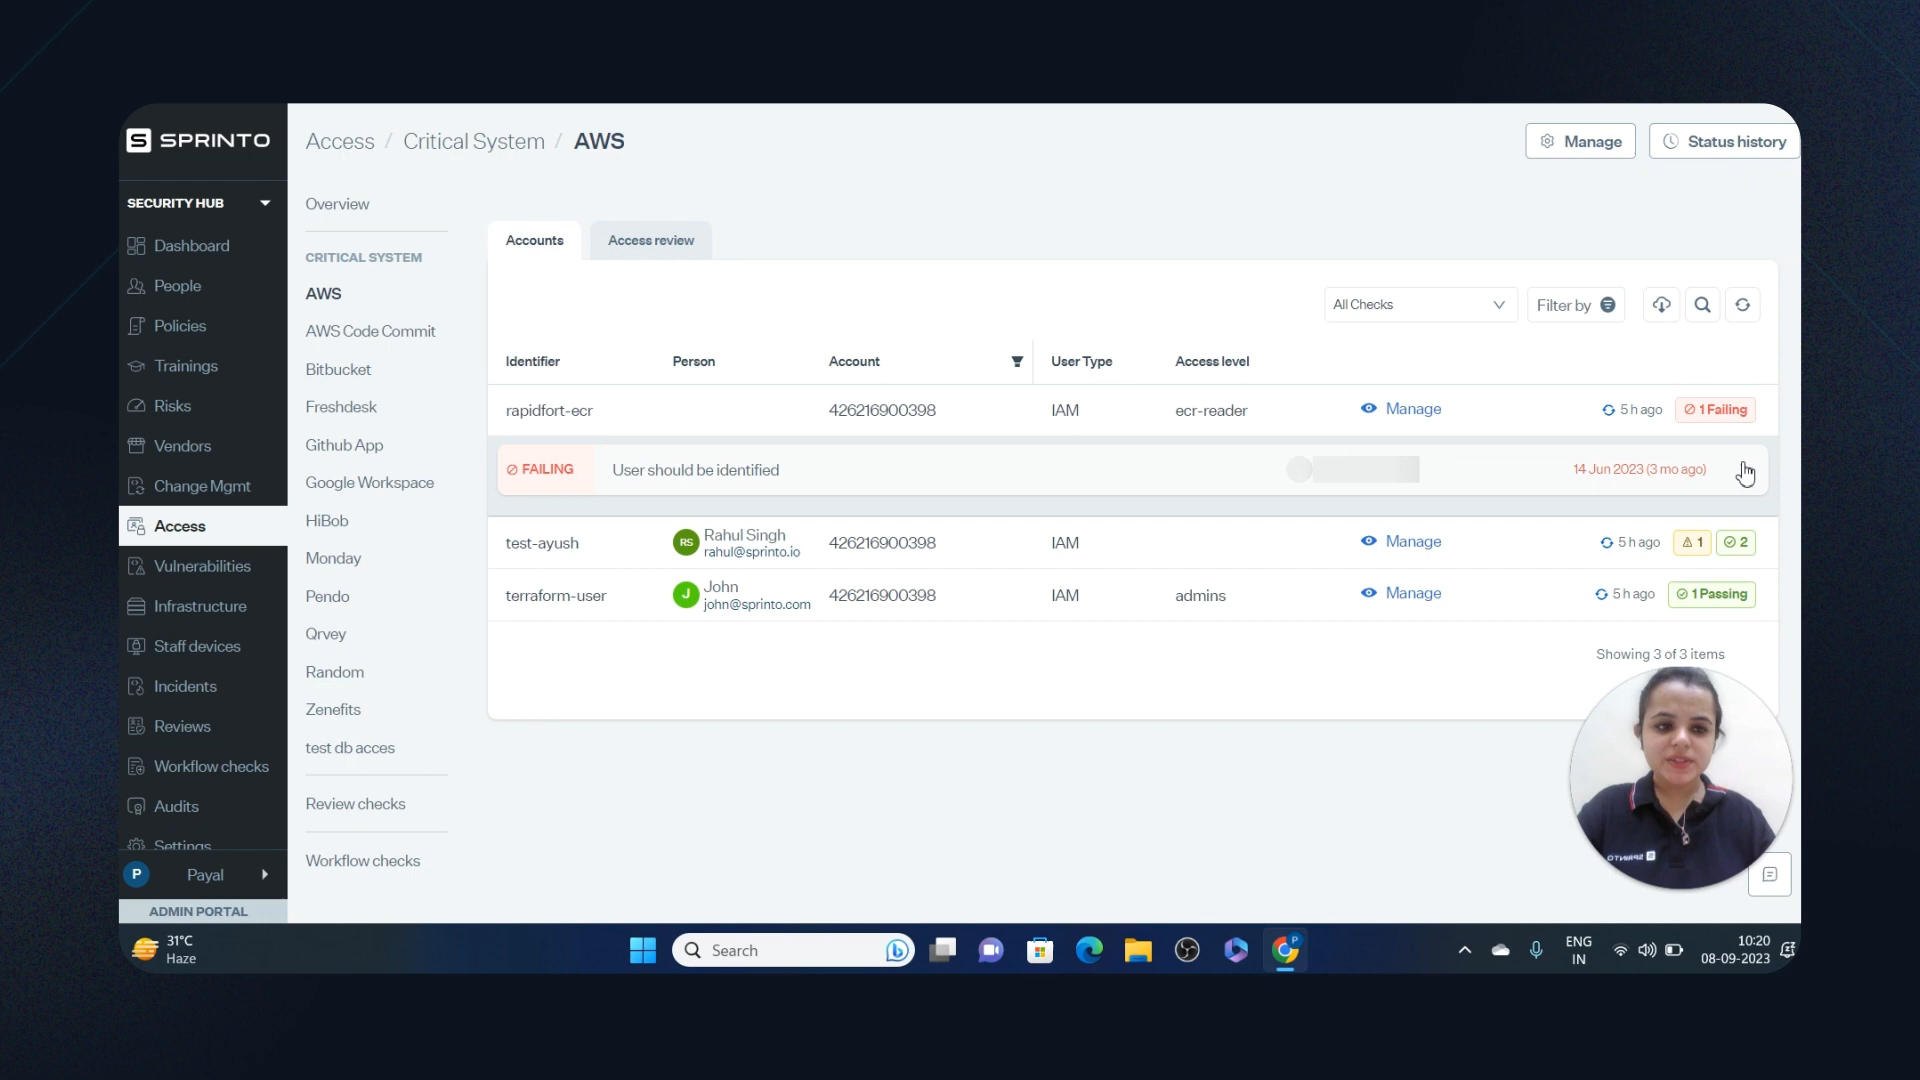 SPRINTO
Access / Critical System / AWS
Manage
Status history
SECURITY HUB
Dashboard
People
Policies
Trainings
Risks
Vendors
Change Mgmt
Access
Vulnerabilities
Infrastructure
Staff devices
Incidents
Reviews
Workflow checks
Audits
Settings
P Payal
ADMIN PORTAL
Overview
CRITICAL SYSTEM
AWS
AWS Code Commit
Bitbucket
Freshdesk
Github App
Google Workspace
HiBob
Monday
Pendo
Qrvey
Random
Zenefits
test db acces
Review checks
Workflow checks
Accounts Access review
All Checks Filter by
Identifier Person Account User Type Access level
rapidfort-ecr 426216900398 IAM ecr-reader Manage 5 h ago 1 Failing
FAILING User should be identified 14 Jun 2023 (3 mo ago)
test-ayush RS Rahul Singh
rahul@sprinto.io 426216900398 IAM Manage 5 h ago 1 2
terraform-user J John
john@sprinto.com 426216900398 IAM admins Manage 5 h ago 1 Passing
Showing 3 of 3 items
SPRINTO
31°C
Haze
Search
P
ENG
IN
10:20
08-09-2023